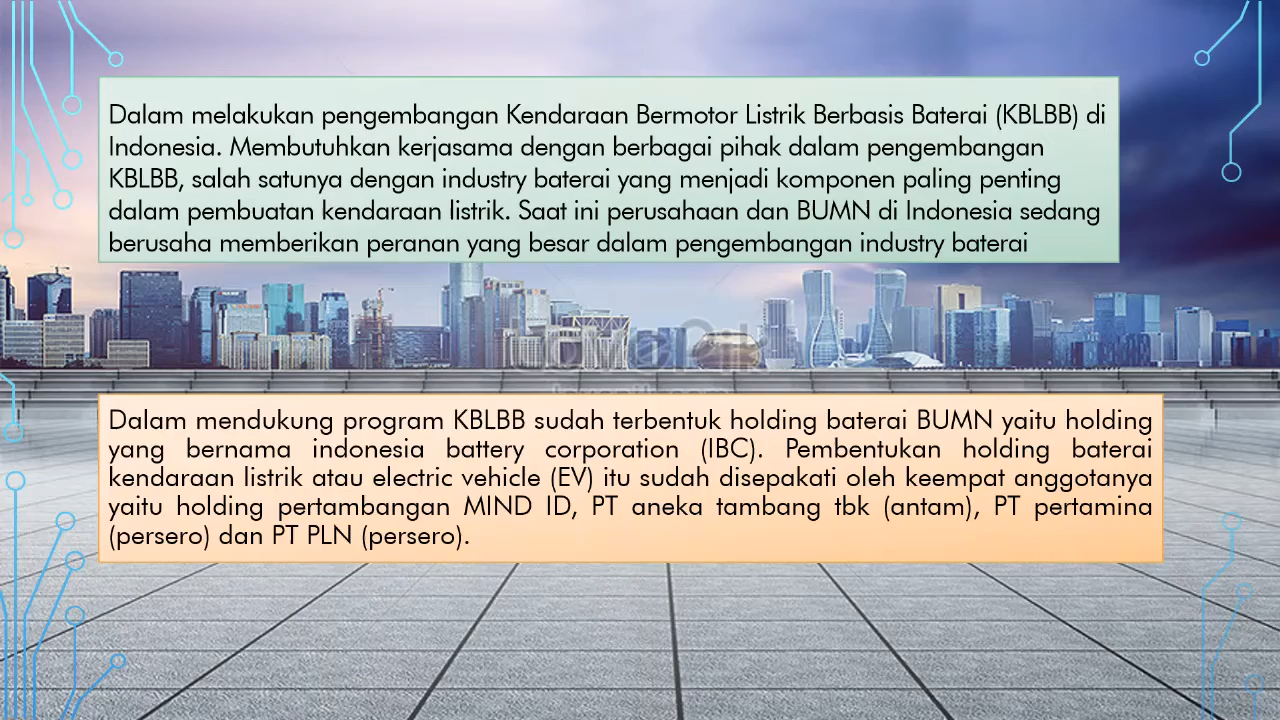 Dalam melakukan pengembangan Kendaraan Bermotor Listrik Berbasis Baterai (KBLBB) di
Indonesia. Membutuhkan kerjasama dengan berbagai pihak dalam pengembangan
KBLBB, salah satunya dengan industry baterai yang menjadi komponen paling penting
dalam pembuatan kendaraan listrik. Saat ini perusahaan dan BUMN di Indonesia sedang
berusaha memberikan peranan yang besar dalam pengembangan industry baterai
Dalam mendukung program KBLBB sudah terbentuk holding baterai BUMN yaitu holding
yang bernama indonesia battery corporation (IBC). Pembentukan holding baterai
kendaraan listrik atau electric vehicle (EV) itu sudah disepakati oleh keempat anggotanya
yaitu holding pertambangan MIND ID, PT aneka tambang tbk (antam), PT pertamina
(persero) dan PT PLN (persero).